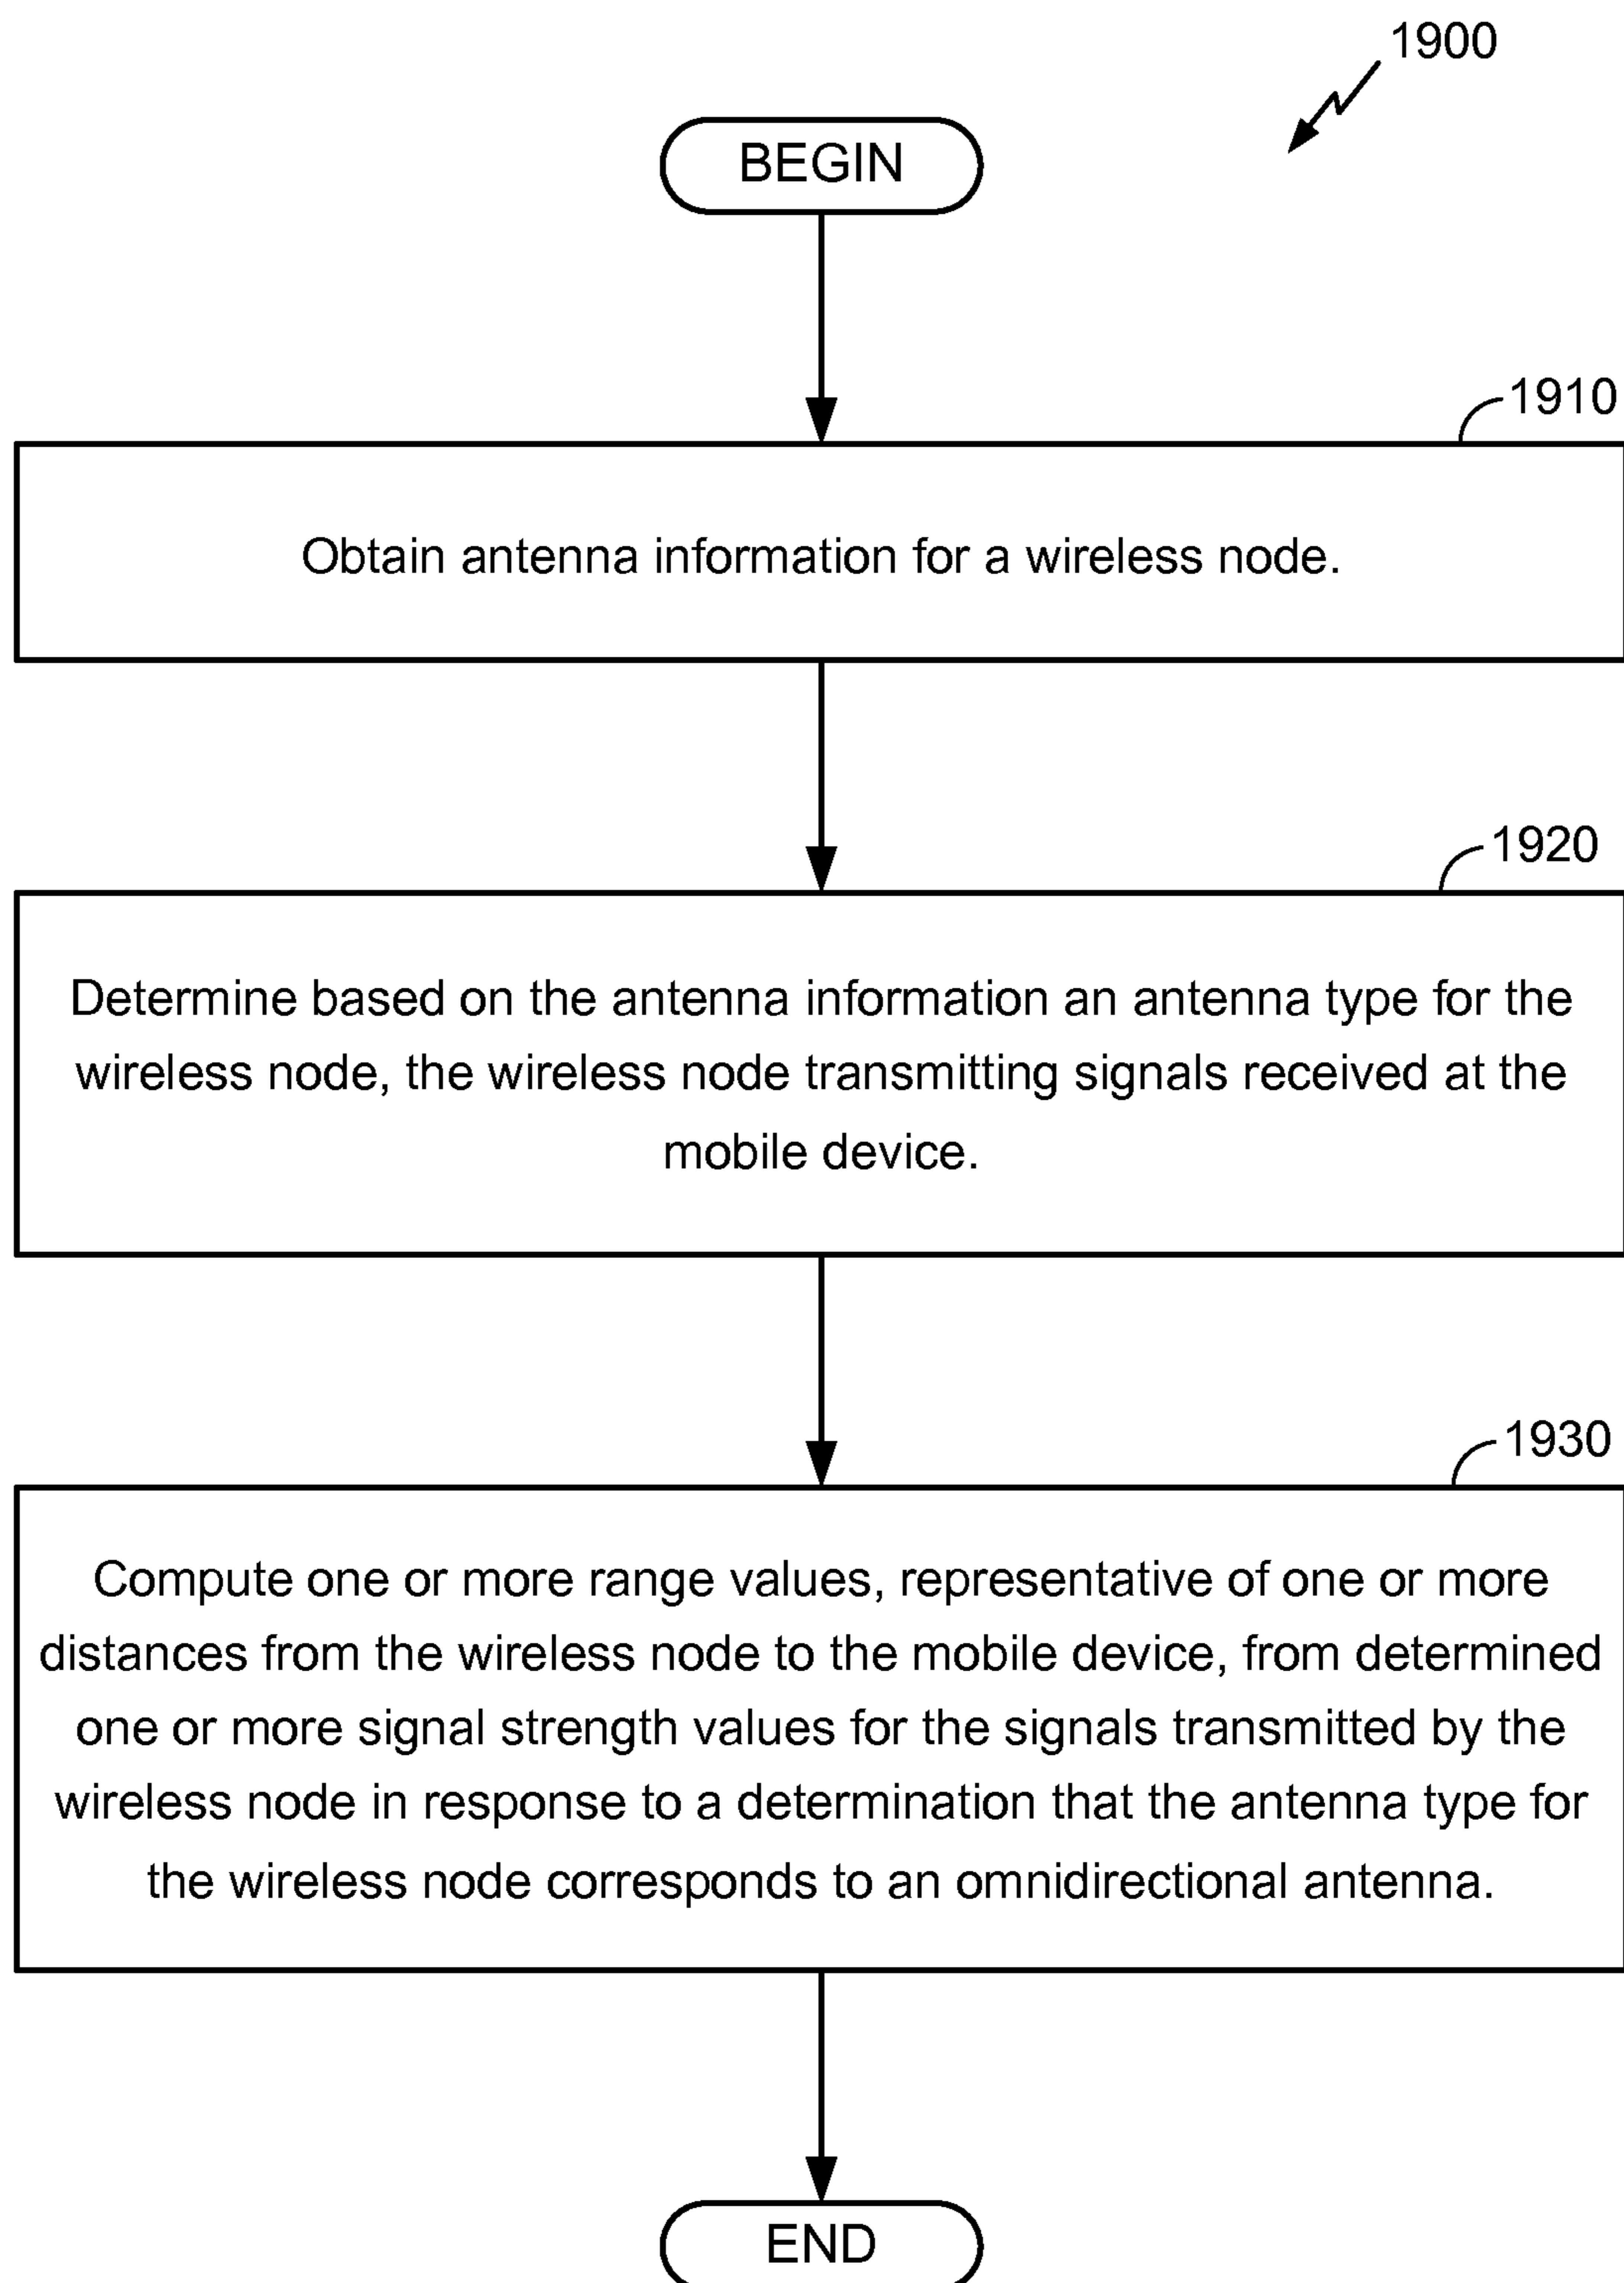 1900
BEGIN
1910
Obtain antenna information for a wireless node.
1920
Determine based on the antenna information an antenna type for the
wireless node, the wireless node transmitting signals received at the
mobile device.
1930
Compute one or more range values, representative of one or more
distances from the wireless node to the mobile device, from determined
one or more signal strength values for the signals transmitted by the
wireless node in response to a determination that the antenna type for
the wireless node corresponds to an omnidirectional antenna.
END